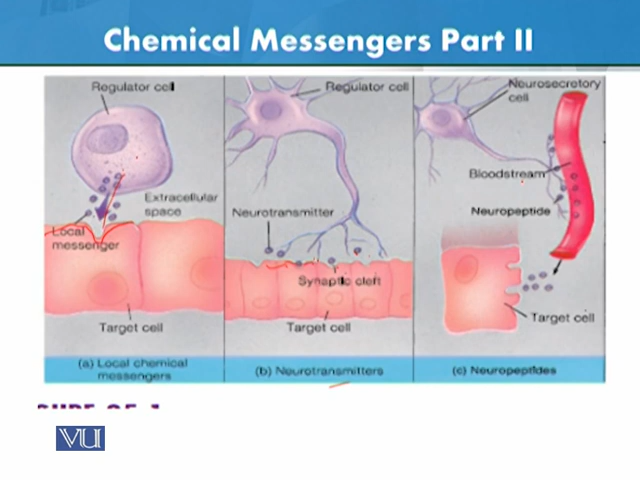 Chemical Messengers Part II
Regulator cell
Extracellular
space
Local
messenger
Target cell
(a) Local chemical
messengers
Regulator cell
Neurotransmitter
Synaptic cleft
Target cell
(b) Neurotransmitters
Neurosecretory
cell
Bloodstream
Neuropeptide
Target cell
(c) Neuropeptides
VU